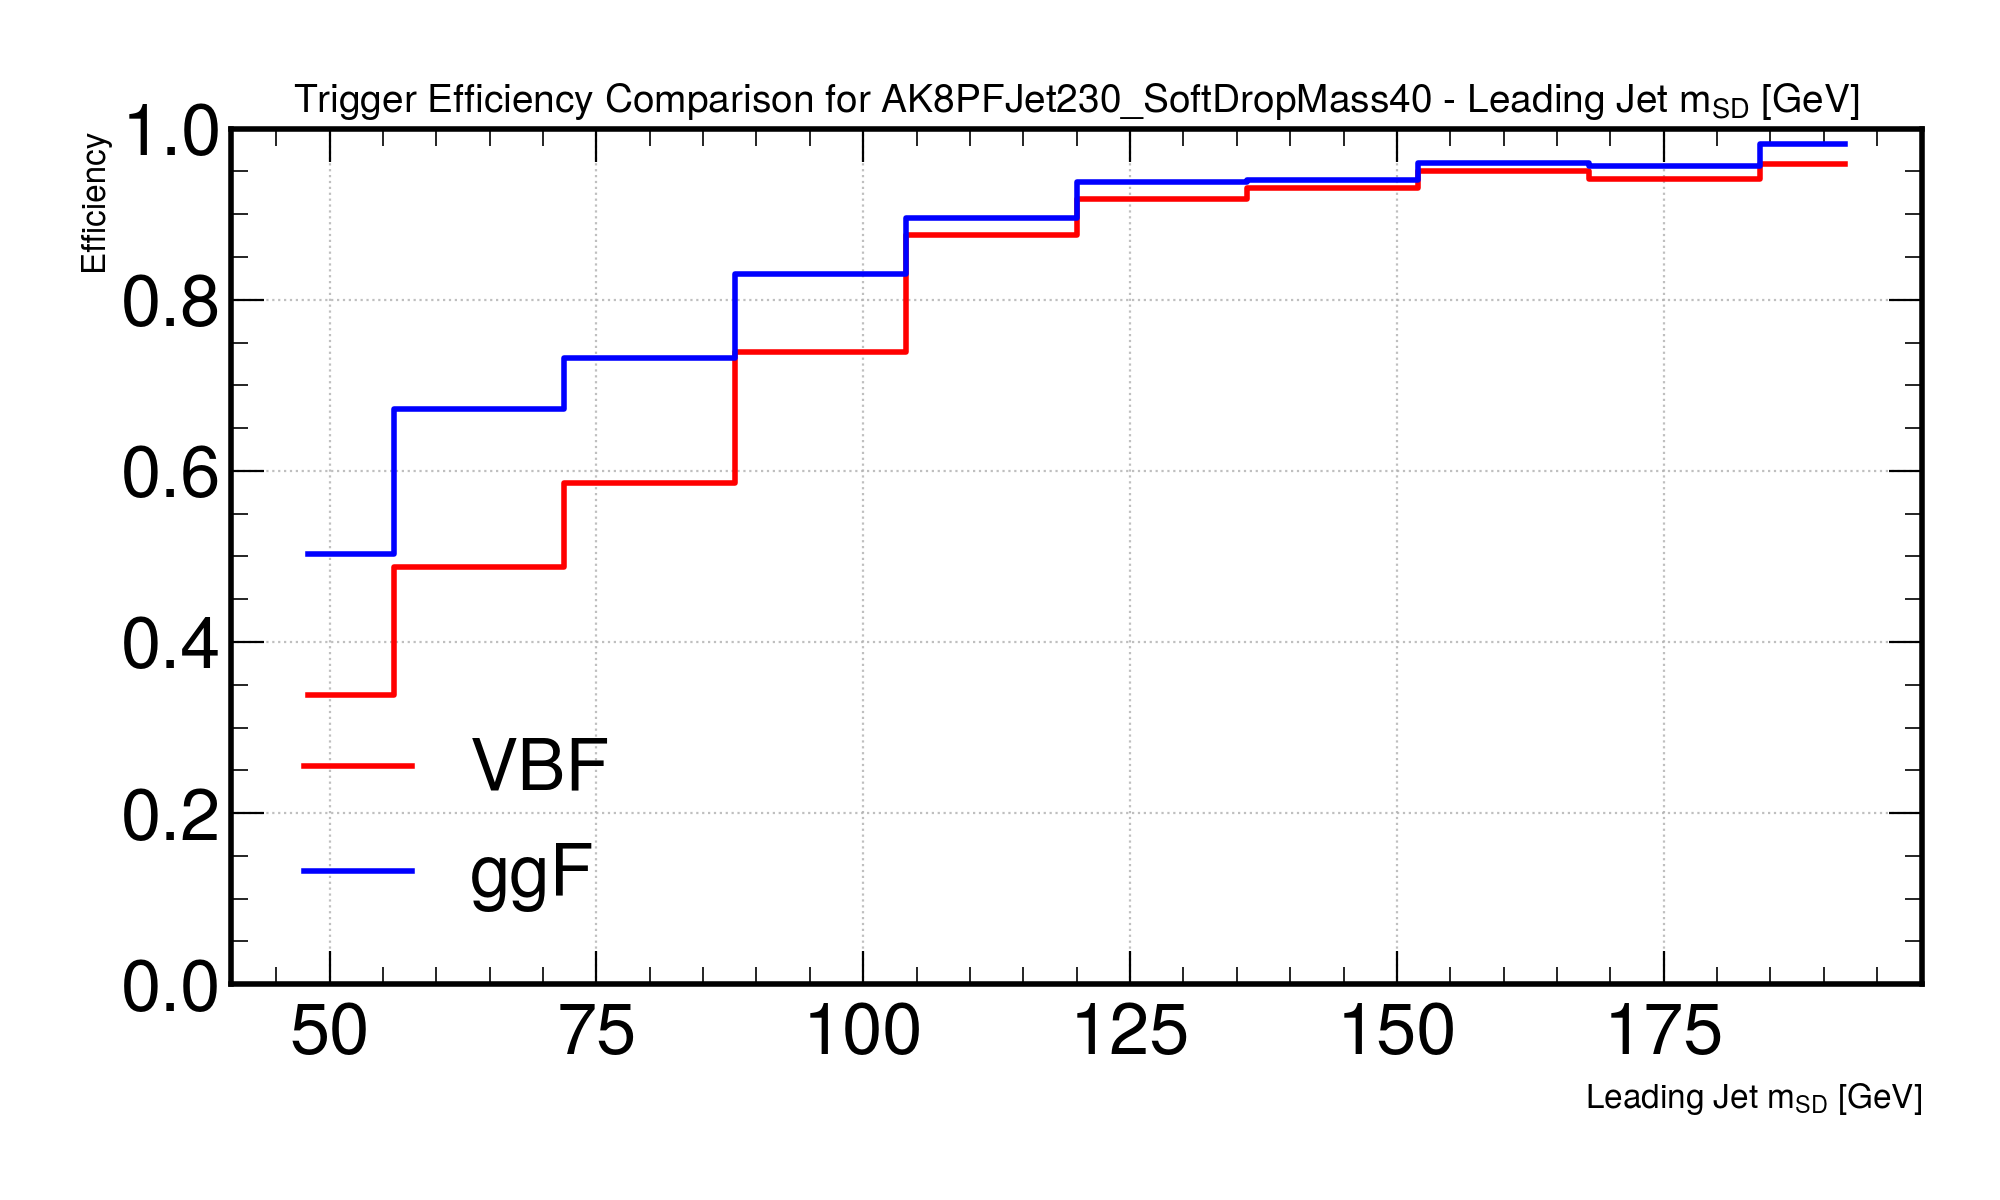 Trigger Efficiency Comparison for AK8PFJet230_SoftDropMass40 - Leading Jet mSD [GeV]
Efficiency
1.0
0.8
0.6
0.4
0.2
0.0
VBF
ggF
50 75 100 125 150 175
Leading Jet mSD [GeV]